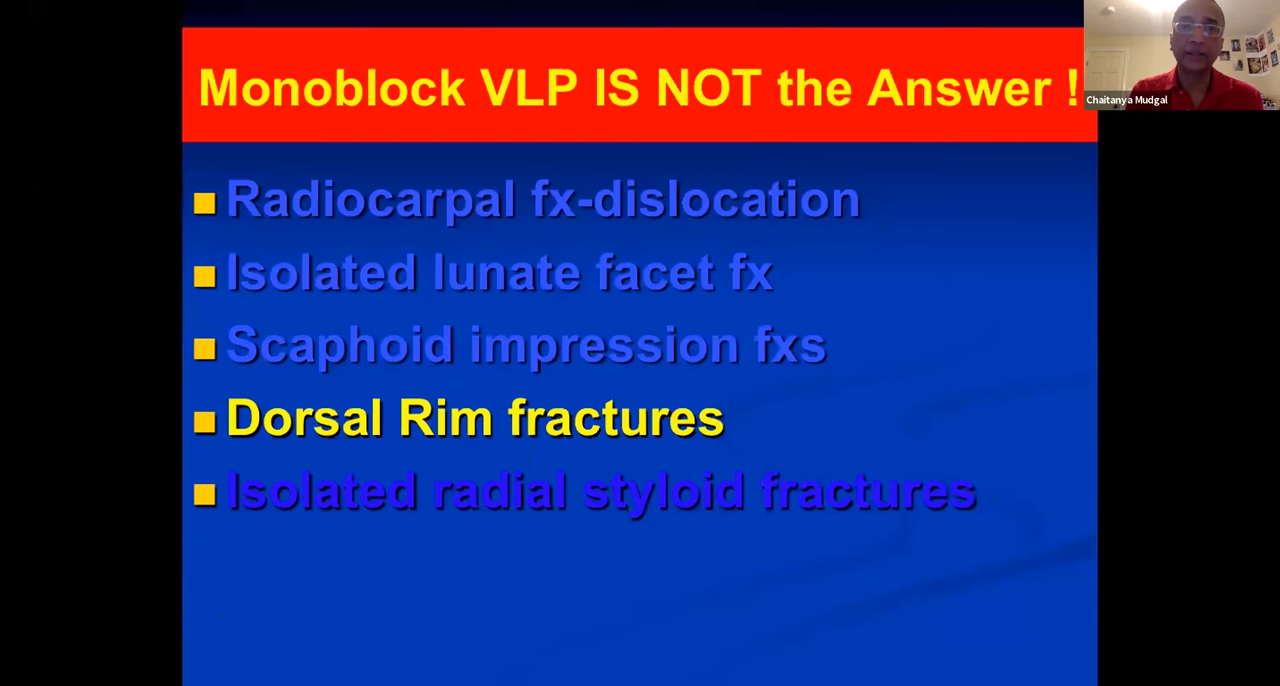 Monoblock VLP IS NOT the Answer !
Chaitanya Mudgal
Radiocarpal fx-dislocation
Isolated lunate facet fx
Scaphoid impression fxs
Dorsal Rim fractures
Isolated radial styloid fractures